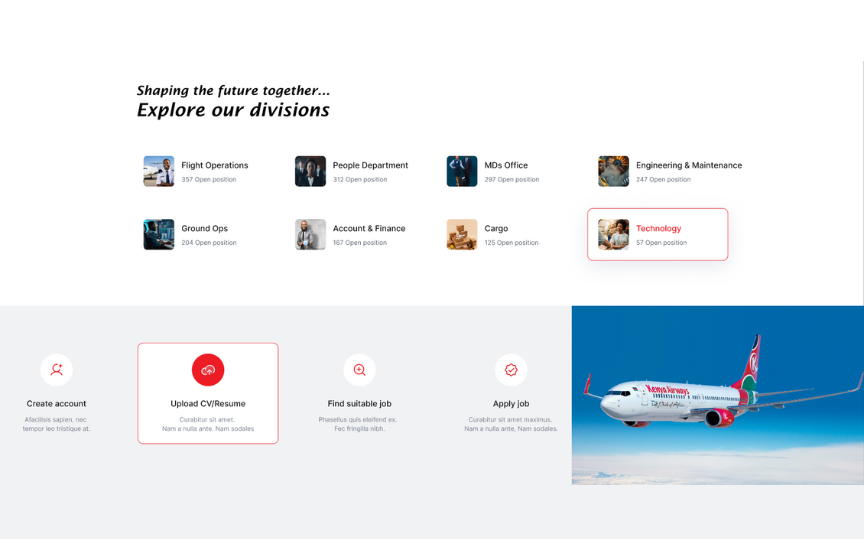 Shaping the future together...
Explore our divisions
Flight Operations
357 Open position
People Department
312 Open position
MDs Office
297 Open position
Engineering & Maintenance
247 Open position
Ground Ops
204 Open position
Account & Finance
167 Open position
Cargo
125 Open position
Technology
57 Open position
Create account
Afacilisis sapien, nec
tempor leo tristique at.
Upload CV/Resume
Curabitur sit amet.
Nam a nulla ante. Nam sodales
Find suitable job
Phasellus quis eleifend ex.
Fec fringilla nibh.
Apply job
Curabitur sit amet maximus.
Nam a nulla ante, Nam sodales.
Kenya Airways
The Pride of Africa